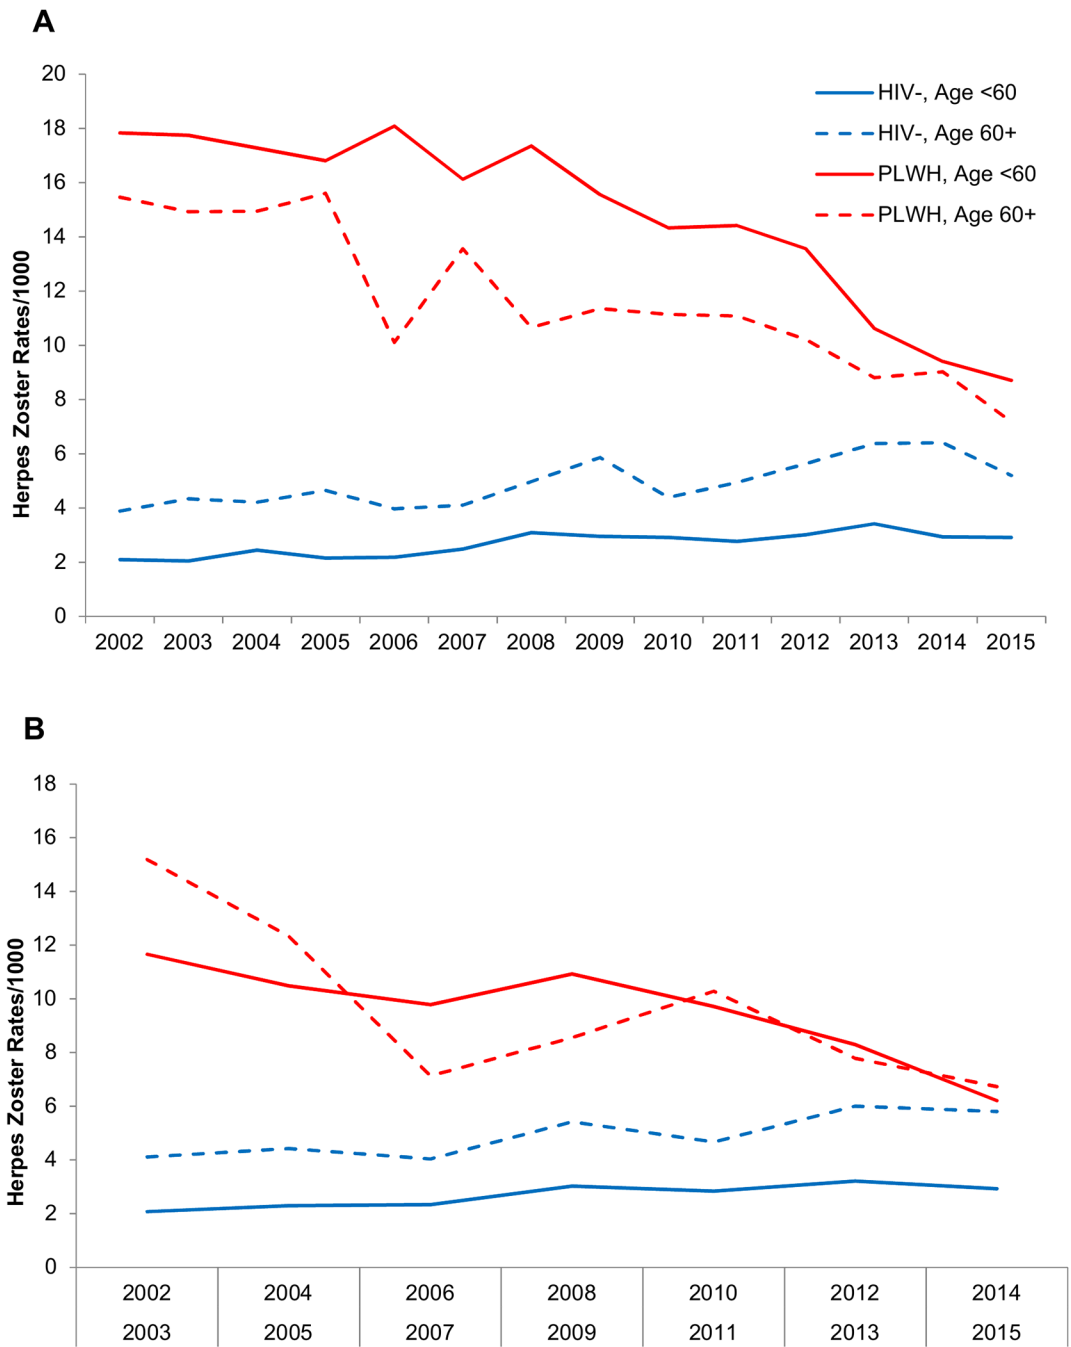 A
20
18
16
14
12
10
8
6
4
2
0
Herpes Zoster Rates/1000
HIV-, Age <60
HIV-, Age 60+
PLWH, Age <60
PLWH, Age 60+
2002 2003 2004 2005 2006 2007 2008 2009 2010 2011 2012 2013 2014 2015
B
18
16
14
12
10
8
6
4
2
0
Herpes Zoster Rates/1000
2002 2004 2006 2008 2010 2012 2014
2003 2005 2007 2009 2011 2013 2015